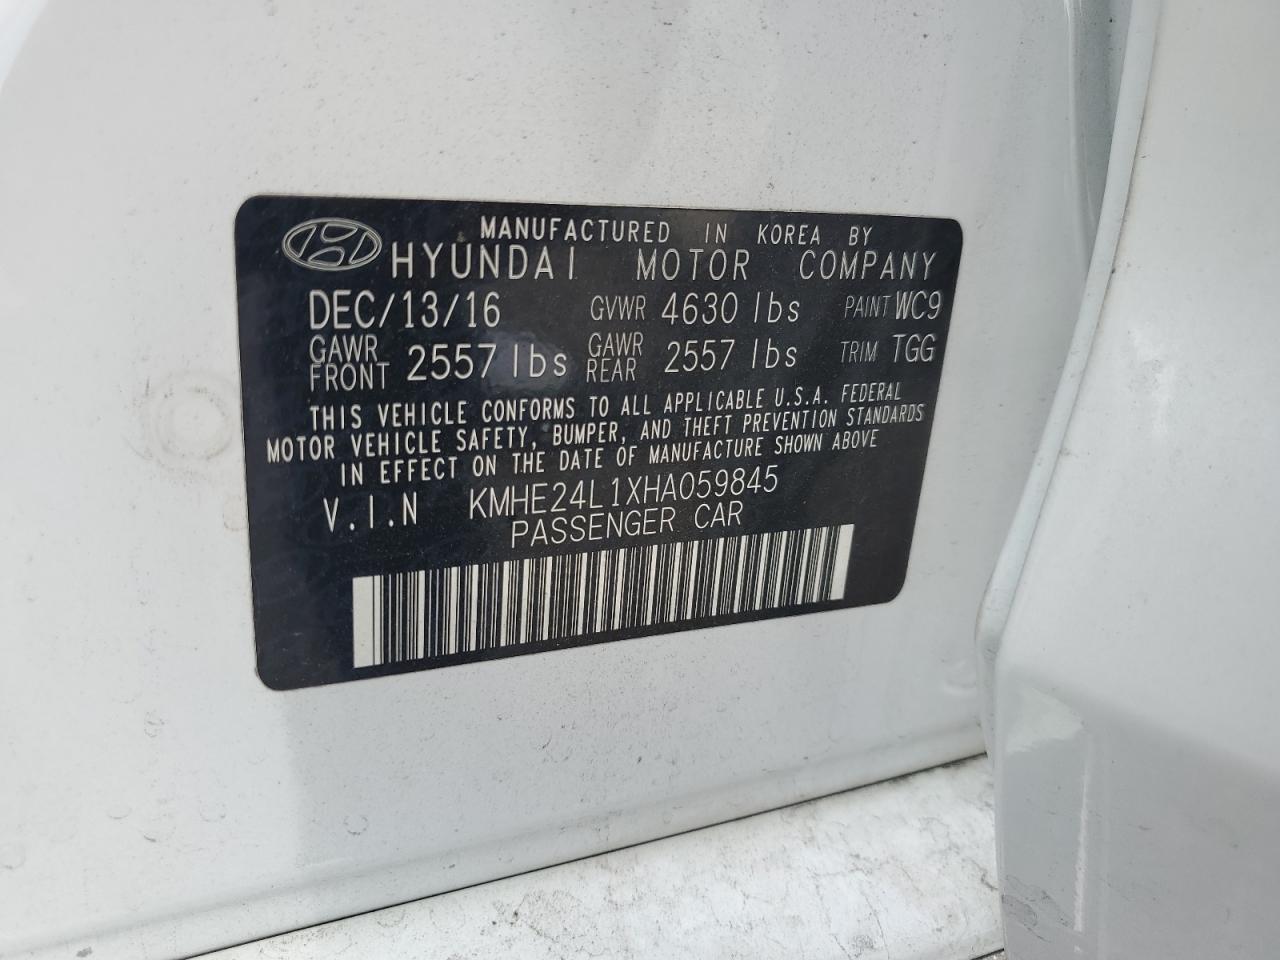 MANUFACTURED IN KOREA BY
HYUNDAI MOTOR COMPANY
DEC/13/16 GVWR 4630 lbs PAINT WC9
GAWR FRONT 2557 lbs GAWR REAR 2557 lbs TRIM TGG
THIS VEHICLE CONFORMS TO ALL APPLICABLE U.S.A. FEDERAL
MOTOR VEHICLE SAFETY, BUMPER, AND THEFT PREVENTION STANDARDS
IN EFFECT ON THE DATE OF MANUFACTURE SHOWN ABOVE
V.I.N KMHE24L1XHA059845
PASSENGER CAR